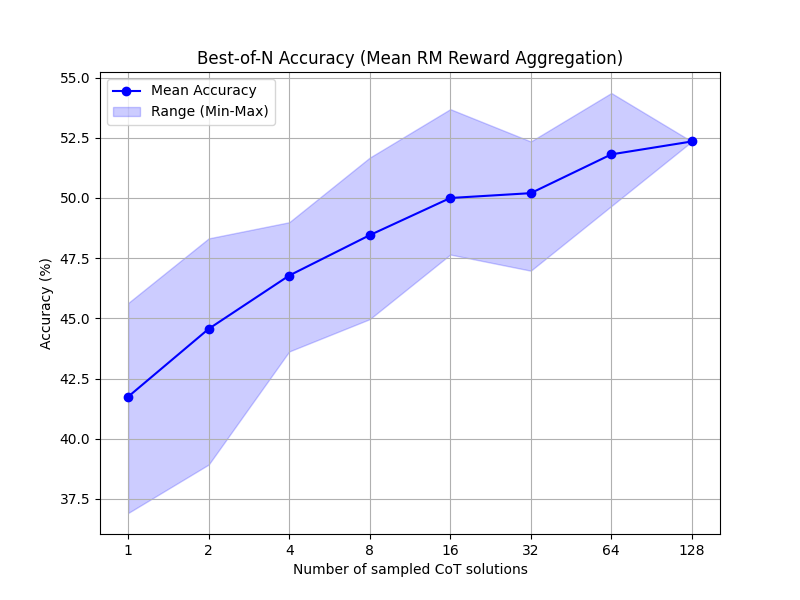 Best-of-N Accuracy (Mean RM Reward Aggregation)
Mean Accuracy
Range (Min-Max)
Accuracy (%)
55.0
52.5
50.0
47.5
45.0
42.5
40.0
37.5
1 2 4 8 16 32 64 128
Number of sampled CoT solutions